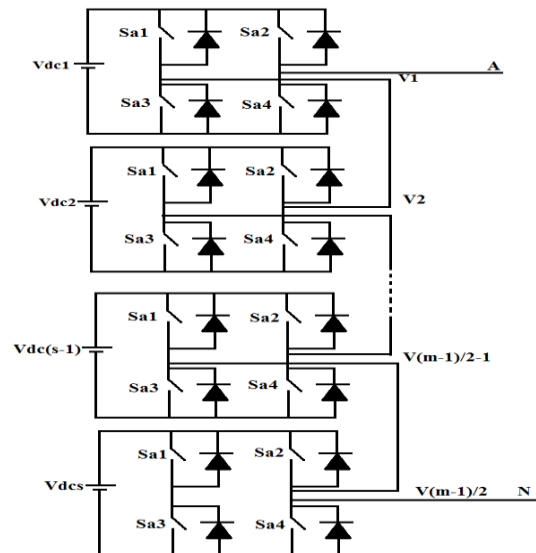 Sa1 Sa2
Vdc1 A
V1
Sa3 Sa4
Sa1 Sa2
Vdc2 V2
Sa3 Sa4
Sa1 Sa2
Vdc(s-1) V(m-1)/2-1
Sa3 Sa4
Sa1 Sa2
Vdcs V(m-1)/2 N
Sa3 Sa4